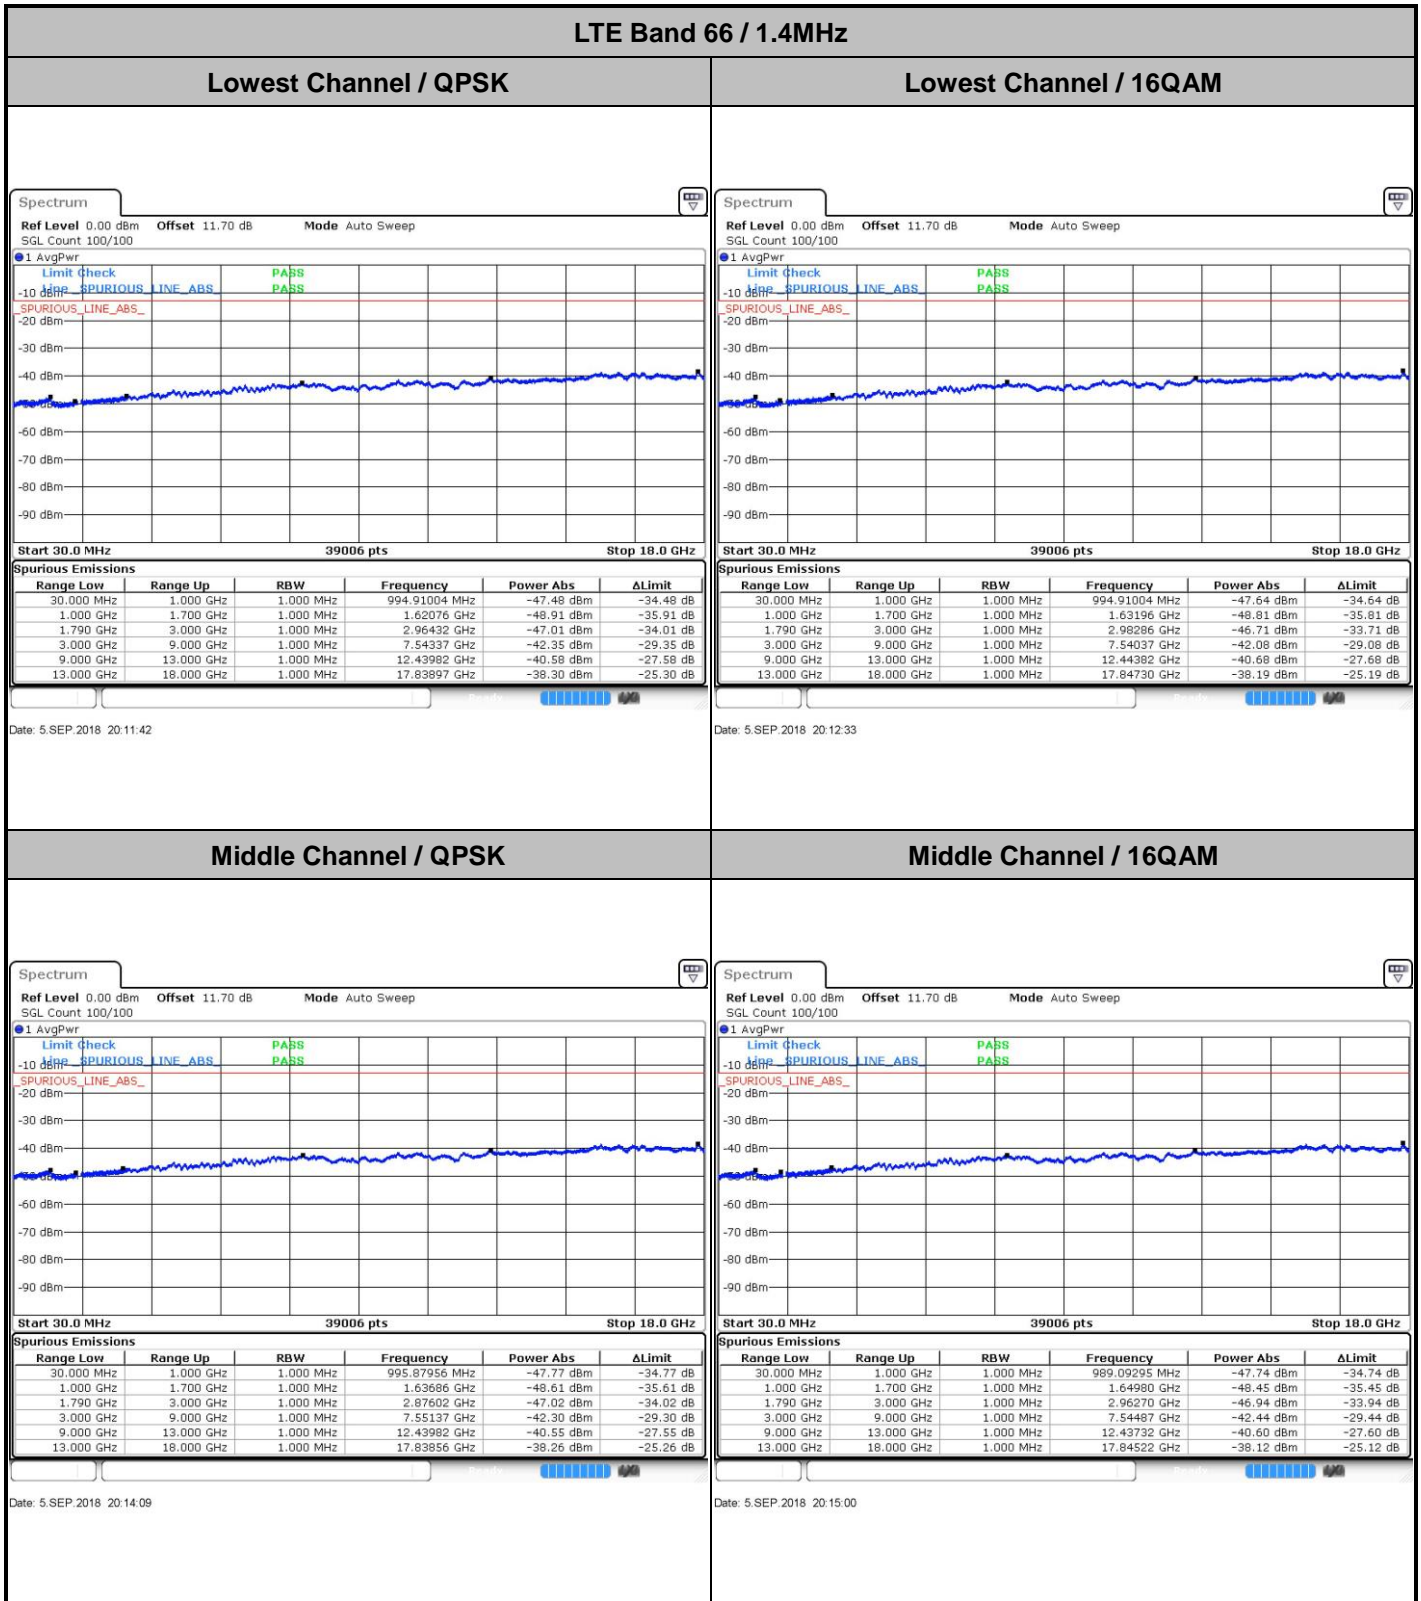 LTE Band 66 / 1.4MHz
Lowest Channel / QPSK
Lowest Channel / 16QAM
Spectrum
Ref Level 0.00 dBm Offset 11.70 dB Mode Auto Sweep
SGL Count 100/100
1 AvgPwr
Limit Check PASS
Line _SPURIOUS_LINE_ABS_ PASS
-10 dBm
_SPURIOUS_LINE_ABS_
-20 dBm
-30 dBm
-40 dBm
-60 dBm
-70 dBm
-80 dBm
-90 dBm
Start 30.0 MHz 39006 pts Stop 18.0 GHz
Spurious Emissions
Range Low Range Up RBW Frequency Power Abs ΔLimit
30.000 MHz 1.000 GHz 1.000 MHz 994.91004 MHz -47.48 dBm -34.48 dB
1.000 GHz 1.700 GHz 1.000 MHz 1.62076 GHz -48.91 dBm -35.91 dB
1.790 GHz 3.000 GHz 1.000 MHz 2.96432 GHz -47.01 dBm -34.01 dB
3.000 GHz 9.000 GHz 1.000 MHz 7.54337 GHz -42.35 dBm -29.35 dB
9.000 GHz 13.000 GHz 1.000 MHz 12.43982 GHz -40.58 dBm -27.58 dB
13.000 GHz 18.000 GHz 1.000 MHz 17.83897 GHz -38.30 dBm -25.30 dB
Date: 5.SEP.2018 20:11:42
Spectrum
Ref Level 0.00 dBm Offset 11.70 dB Mode Auto Sweep
SGL Count 100/100
1 AvgPwr
Limit Check PASS
Line _SPURIOUS_LINE_ABS_ PASS
-10 dBm
_SPURIOUS_LINE_ABS_
-20 dBm
-30 dBm
-40 dBm
-60 dBm
-70 dBm
-80 dBm
-90 dBm
Start 30.0 MHz 39006 pts Stop 18.0 GHz
Spurious Emissions
Range Low Range Up RBW Frequency Power Abs ΔLimit
30.000 MHz 1.000 GHz 1.000 MHz 994.91004 MHz -47.64 dBm -34.64 dB
1.000 GHz 1.700 GHz 1.000 MHz 1.63196 GHz -48.81 dBm -35.81 dB
1.790 GHz 3.000 GHz 1.000 MHz 2.98286 GHz -46.71 dBm -33.71 dB
3.000 GHz 9.000 GHz 1.000 MHz 7.54037 GHz -42.08 dBm -29.08 dB
9.000 GHz 13.000 GHz 1.000 MHz 12.44382 GHz -40.68 dBm -27.68 dB
13.000 GHz 18.000 GHz 1.000 MHz 17.84730 GHz -38.19 dBm -25.19 dB
Date: 5.SEP.2018 20:12:33
Middle Channel / QPSK
Middle Channel / 16QAM
Spectrum
Ref Level 0.00 dBm Offset 11.70 dB Mode Auto Sweep
SGL Count 100/100
1 AvgPwr
Limit Check PASS
Line _SPURIOUS_LINE_ABS_ PASS
-10 dBm
_SPURIOUS_LINE_ABS_
-20 dBm
-30 dBm
-40 dBm
-60 dBm
-70 dBm
-80 dBm
-90 dBm
Start 30.0 MHz 39006 pts Stop 18.0 GHz
Spurious Emissions
Range Low Range Up RBW Frequency Power Abs ΔLimit
30.000 MHz 1.000 GHz 1.000 MHz 995.87956 MHz -47.77 dBm -34.77 dB
1.000 GHz 1.700 GHz 1.000 MHz 1.63686 GHz -48.61 dBm -35.61 dB
1.790 GHz 3.000 GHz 1.000 MHz 2.87602 GHz -47.02 dBm -34.02 dB
3.000 GHz 9.000 GHz 1.000 MHz 7.55137 GHz -42.30 dBm -29.30 dB
9.000 GHz 13.000 GHz 1.000 MHz 12.43982 GHz -40.55 dBm -27.55 dB
13.000 GHz 18.000 GHz 1.000 MHz 17.83856 GHz -38.26 dBm -25.26 dB
Date: 5.SEP.2018 20:14:09
Spectrum
Ref Level 0.00 dBm Offset 11.70 dB Mode Auto Sweep
SGL Count 100/100
1 AvgPwr
Limit Check PASS
Line _SPURIOUS_LINE_ABS_ PASS
-10 dBm
_SPURIOUS_LINE_ABS_
-20 dBm
-30 dBm
-40 dBm
-60 dBm
-70 dBm
-80 dBm
-90 dBm
Start 30.0 MHz 39006 pts Stop 18.0 GHz
Spurious Emissions
Range Low Range Up RBW Frequency Power Abs ΔLimit
30.000 MHz 1.000 GHz 1.000 MHz 989.09295 MHz -47.74 dBm -34.74 dB
1.000 GHz 1.700 GHz 1.000 MHz 1.64980 GHz -48.45 dBm -35.45 dB
1.790 GHz 3.000 GHz 1.000 MHz 2.96270 GHz -46.94 dBm -33.94 dB
3.000 GHz 9.000 GHz 1.000 MHz 7.54487 GHz -42.44 dBm -29.44 dB
9.000 GHz 13.000 GHz 1.000 MHz 12.43732 GHz -40.60 dBm -27.60 dB
13.000 GHz 18.000 GHz 1.000 MHz 17.84522 GHz -38.12 dBm -25.12 dB
Date: 5.SEP.2018 20:15:00